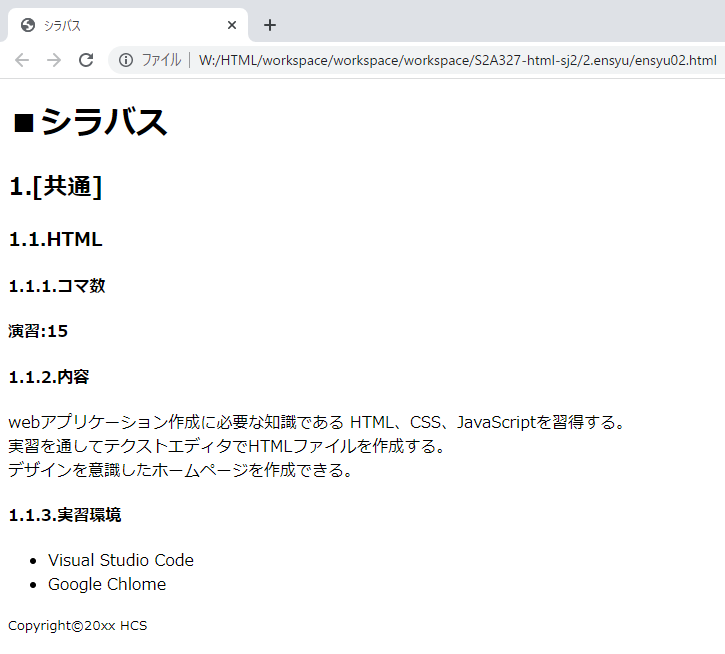 シラバス
ファイル | W:/HTML/workspace/workspace/workspace/S2A327-html-sj2/2.ensyu/ensyu02.html
■シラバス
1.[共通]
1.1.HTML
1.1.1.コマ数
演習:15
1.1.2.内容
webアプリケーション作成に必要な知識である HTML、CSS、JavaScriptを習得する。
実習を通してテクストエディタでHTMLファイルを作成する。
デザインを意識したホームページを作成できる。
1.1.3.実習環境
• Visual Studio Code
• Google Chlome
Copyright©20xx HCS